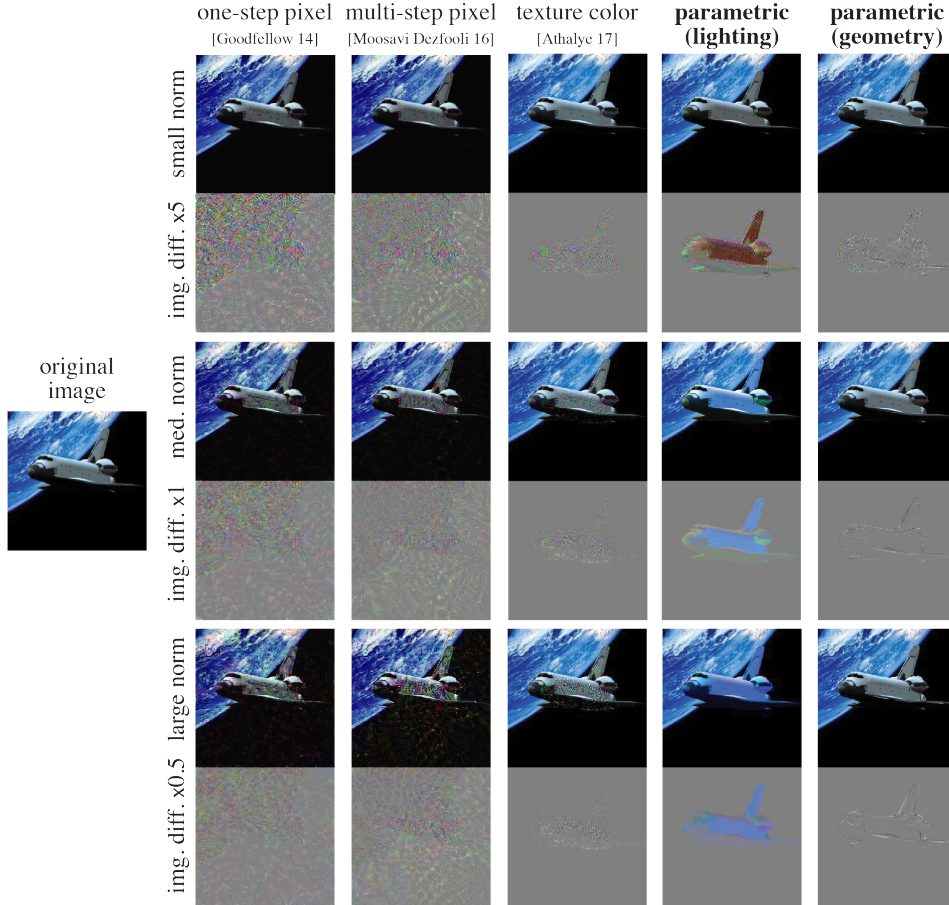 one-step pixel
[Goodfellow 14]
multi-step pixel
[Moosavi Dezfooli 16]
texture color
[Athalye 17]
parametric
(lighting)
parametric
(geometry)
small norm
img. diff. x5
original
image
med. norm
img. diff. x1
large norm
img. diff. x0.5